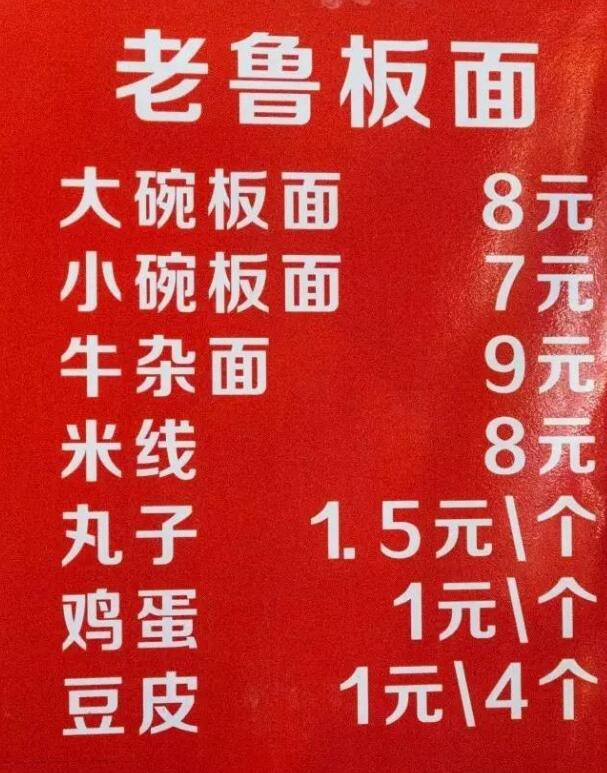 老鲁板面
大碗板面 8元
小碗板面 7元
牛杂面 9元
米线 8元
丸子 1.5元\个
鸡蛋 1元\个
豆皮 1元\4个